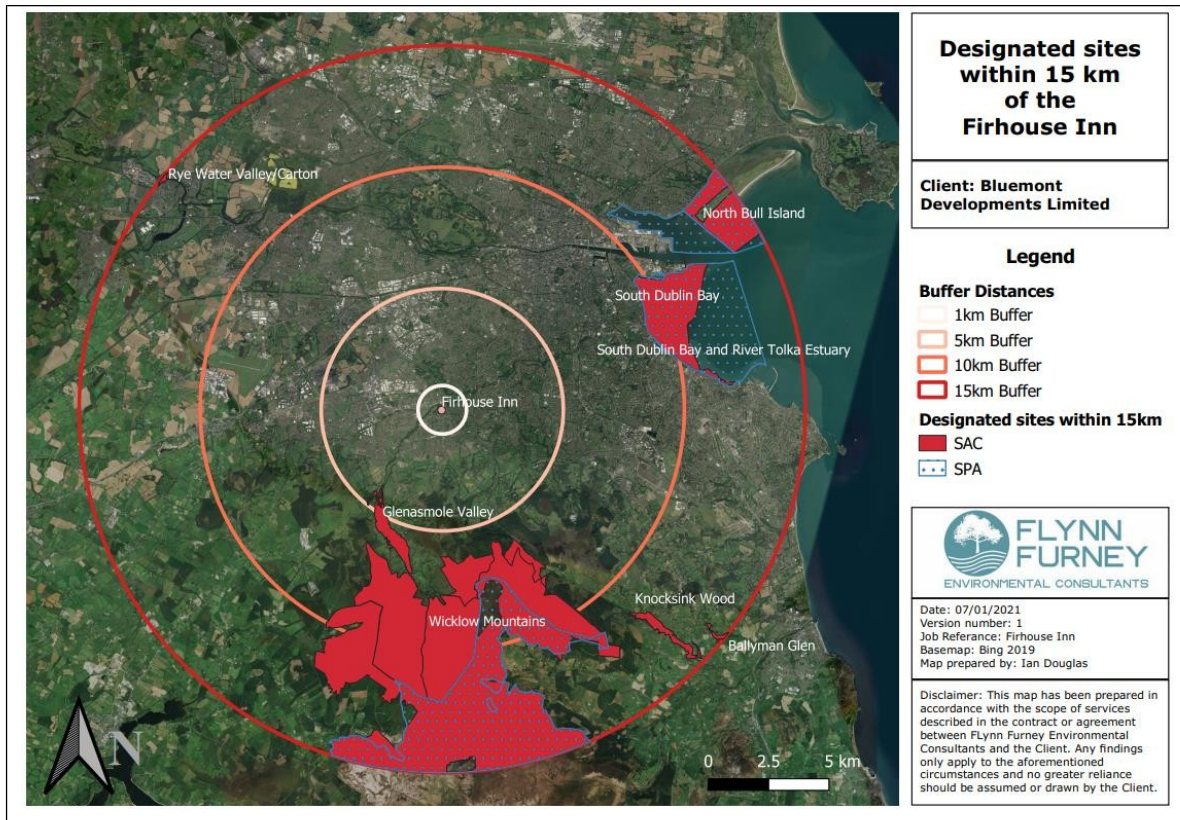 Rye Water Valley/Carton
North Bull Island
South Dublin Bay
South Dublin Bay and River Tolka Estuary
Firhouse Inn
Glenasmole Valley
Knocksink Wood
Wicklow Mountains
Ballyman Glen
N
0 2.5 5 km
Designated sites
within 15 km
of the
Firhouse Inn
Client: Bluemont
Developments Limited
Legend
Buffer Distances
1km Buffer
5km Buffer
10km Buffer
15km Buffer
Designated sites within 15km
SAC
SPA
FLYNN
FURNEY
ENVIRONMENTAL CONSULTANTS
Date: 07/01/2021
Version number: 1
Job Referance: Firhouse Inn
Basemap: Bing 2019
Map prepared by: Ian Douglas
Disclaimer: This map has been prepared in
accordance with the scope of services
described in the contract or agreement
between FLynn Furney Environmental
Consultants and the Client. Any findings
only apply to the aforementioned
circumstances and no greater reliance
should be assumed or drawn by the Client.